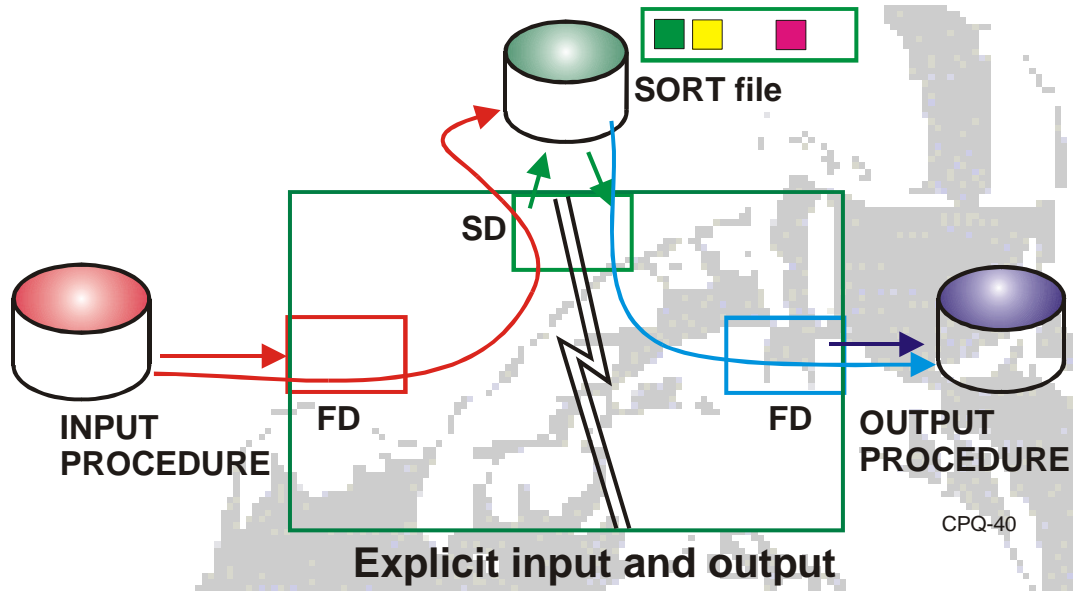 SORT file
SD
FD
FD
INPUT
PROCEDURE
OUTPUT
PROCEDURE
CPQ-40
Explicit input and output